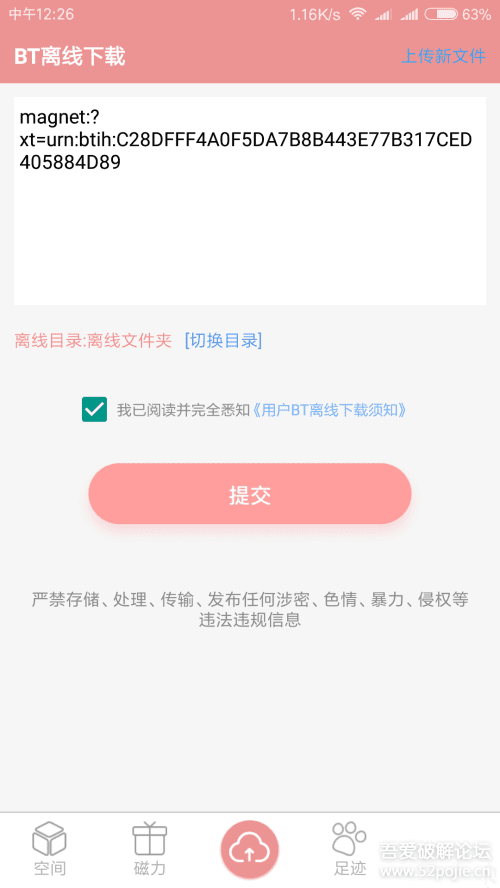 中午12:26
1.16K/s
63%
BT离线下载
上传新文件
magnet:?
xt=urn:btih:C28DFFF4A0F5DA7B8B443E77B317CED
405884D89
离线目录:离线文件夹 [切换目录]
我已阅读并完全悉知《用户BT离线下载须知》
提交
严禁存储、处理、传输、发布任何涉密、色情、暴力、侵权等
违法违规信息
空间
磁力
足迹
吾爱破解论坛
www.52pojie.cn